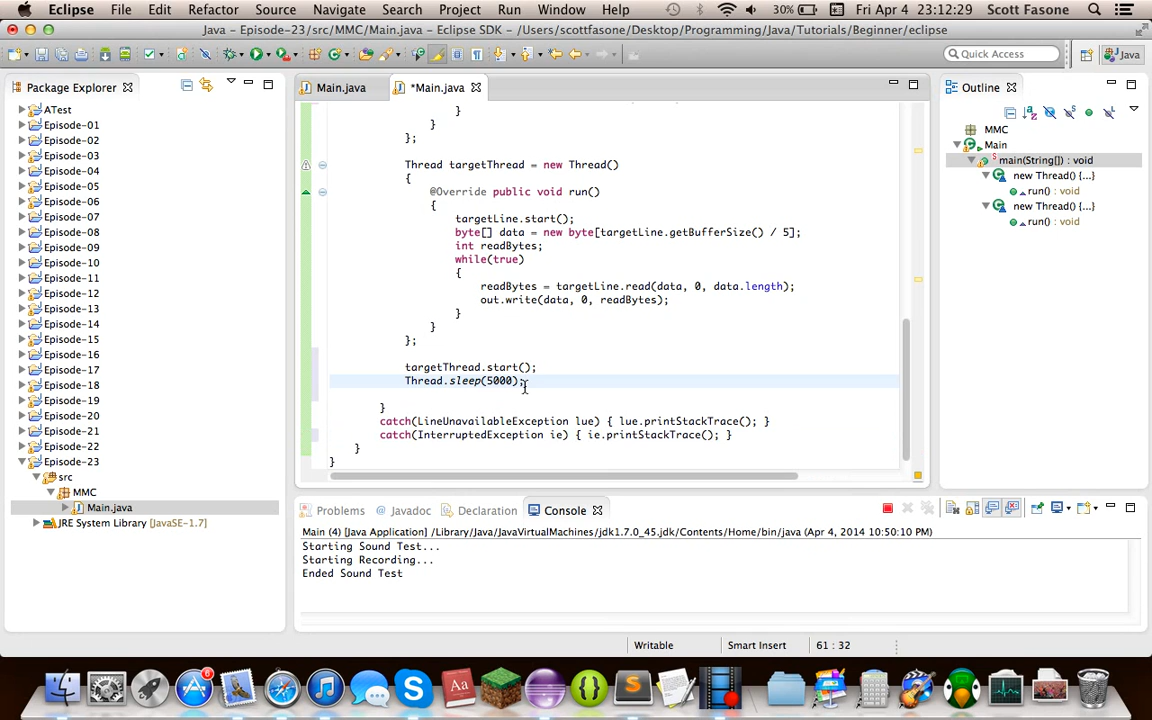 Eclipse File Edit Refactor Source Navigate Search Project Run Window Help 30% Fri Apr 4 23:12:29 Scott Fasone
Java - Episode-23/src/MMC/Main.java - Eclipse SDK - /Users/scottfasone/Desktop/Programming/Java/Tutorials/Beginner/eclipse
Quick Access Java
Package Explorer
ATest
Episode-01
Episode-02
Episode-03
Episode-04
Episode-05
Episode-06
Episode-07
Episode-08
Episode-09
Episode-10
Episode-11
Episode-12
Episode-13
Episode-14
Episode-15
Episode-16
Episode-17
Episode-18
Episode-19
Episode-20
Episode-21
Episode-22
Episode-23
src
MMC
Main.java
JRE System Library [JavaSE-1.7]
Main.java *Main.java
}
}
};
Thread targetThread = new Thread()
{
@Override public void run()
{
targetLine.start();
byte[] data = new byte[targetLine.getBufferSize() / 5];
int readBytes;
while(true)
{
readBytes = targetLine.read(data, 0, data.length);
out.write(data, 0, readBytes);
}
}
};
targetThread.start();
Thread.sleep(5000);
}
catch(LineUnavailableException lue) { lue.printStackTrace(); }
catch(InterruptedException ie) { ie.printStackTrace(); }
}
}
Outline
MMC
Main
main(String[]) : void
new Thread() {...}
run() : void
new Thread() {...}
run() : void
Problems Javadoc Declaration Console
Main (4) [Java Application] /Library/Java/JavaVirtualMachines/jdk1.7.0_45.jdk/Contents/Home/bin/java (Apr 4, 2014 10:50:10 PM)
Starting Sound Test...
Starting Recording...
Ended Sound Test
Writable Smart Insert 61 : 32